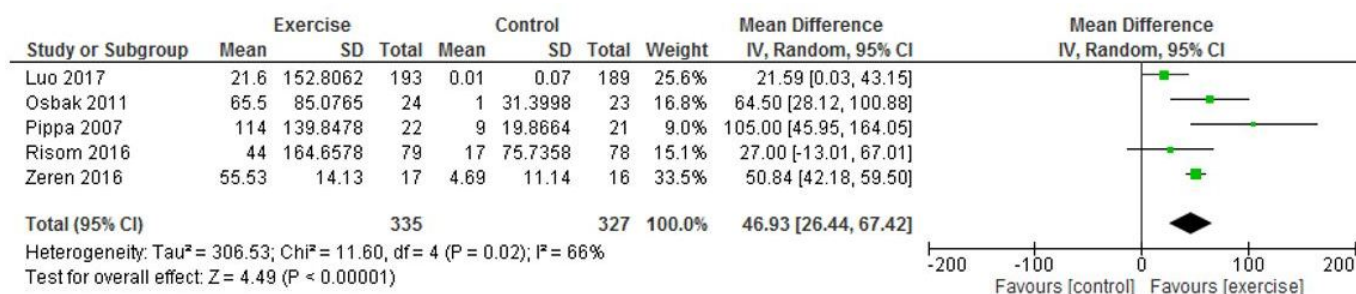 Exercise Control Mean Difference Mean Difference
Study or Subgroup Mean SD Total Mean SD Total Weight IV, Random, 95% CI IV, Random, 95% CI
Luo 2017 21.6 152.8062 193 0.01 0.07 189 25.6% 21.59 [0.03, 43.15]
Osbak 2011 65.5 85.0765 24 1 31.3998 23 16.8% 64.50 [28.12, 100.88]
Pippa 2007 114 139.8478 22 9 19.8664 21 9.0% 105.00 [45.95, 164.05]
Risom 2016 44 164.6578 79 17 75.7358 78 15.1% 27.00 [-13.01, 67.01]
Zeren 2016 55.53 14.13 17 4.69 11.14 16 33.5% 50.84 [42.18, 59.50]
Total (95% CI) 335 327 100.0% 46.93 [26.44, 67.42]
Heterogeneity: Tau² = 306.53; Chi² = 11.60, df = 4 (P = 0.02); I² = 66%
Test for overall effect: Z = 4.49 (P < 0.00001)
-200 -100 0 100 200
Favours [control] Favours [exercise]